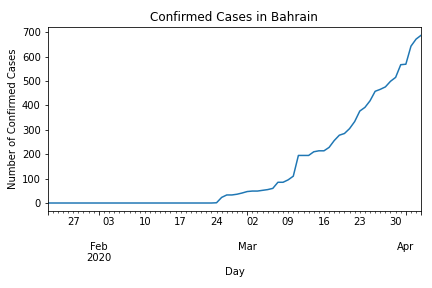 Confirmed Cases in Bahrain
700
600
500
400
300
200
100
0
Number of Confirmed Cases
27 03 10 17 24 02 09 16 23 30
Feb Mar Apr
2020
Day